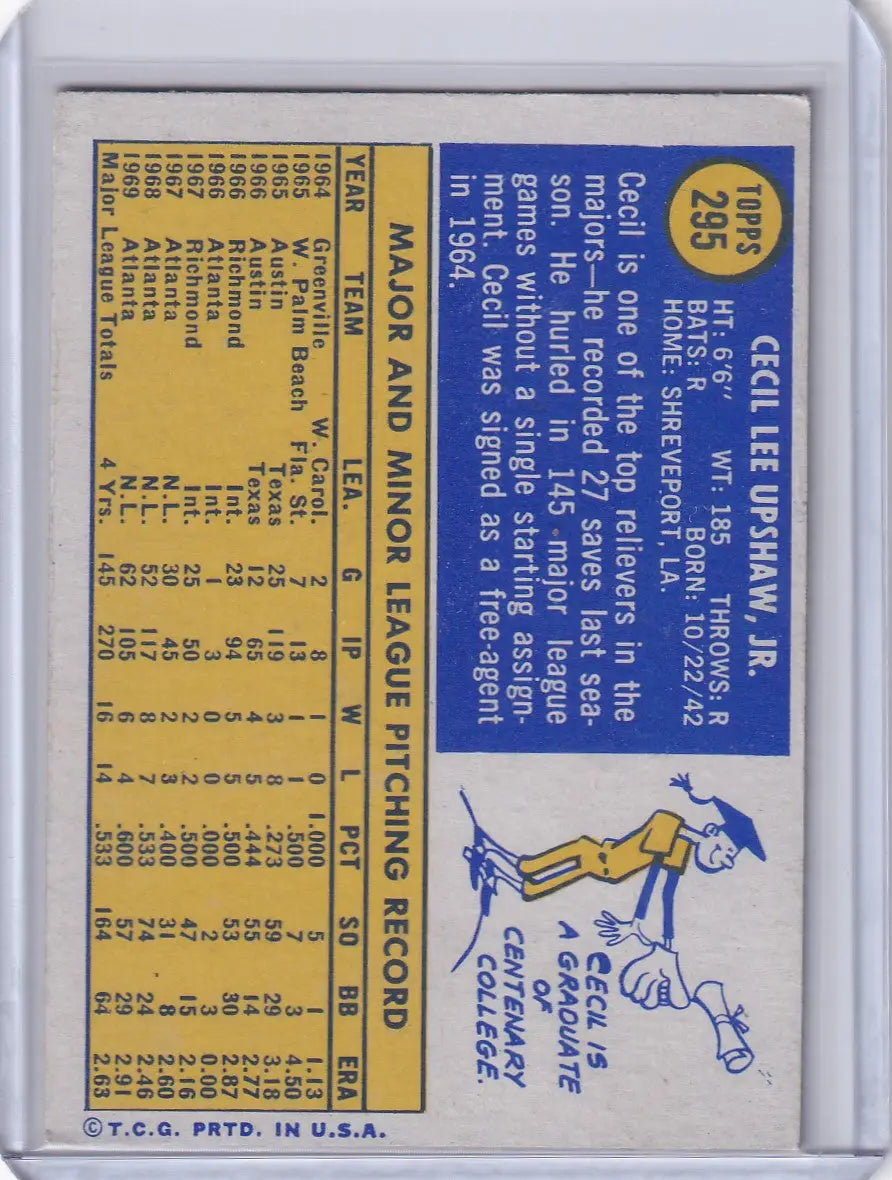 TOPPS
295
CECIL LEE UPSHAW, JR.
HT: 6'6" WT: 185 THROWS: R
BATS: R BORN: 10/22/42
HOME: SHREVEPORT, LA.
Cecil is one of the top relievers in the
majors—he recorded 27 saves last sea-
son. He hurled in 145 major league
games without a single starting assign-
ment. Cecil was signed as a free-agent
in 1964.
CECIL IS
A GRADUATE
OF
CENTENARY
COLLEGE.
MAJOR AND MINOR LEAGUE PITCHING RECORD
YEAR TEAM LEA. G IP W L PCT SO BB ERA
1964 Greenville W. Carol. 2 8 1 0 1.000 5 1 1.13
1965 W. Palm Beach Fla. St. 7 13 1 1 .500 7 3 4.50
1965 Austin Texas 25 119 3 8 .273 59 29 3.18
1966 Austin Texas 12 65 4 5 .444 55 14 2.77
1966 Richmond Int. 23 94 5 5 .500 53 30 2.87
1966 Atlanta Int. 1 3 0 0 .000 2 3 0.00
1967 Richmond Int. 25 50 2 2 .500 47 15 2.16
1967 Atlanta N.L. 30 45 2 3 .400 31 8 2.60
1968 Atlanta N.L. 52 117 8 7 .533 74 24 2.46
1969 Atlanta N.L. 62 105 6 4 .600 57 29 2.91
Major League Totals 4 Yrs. 145 270 16 14 .533 164 64 2.63
©T.C.G. PRTD. IN U.S.A.